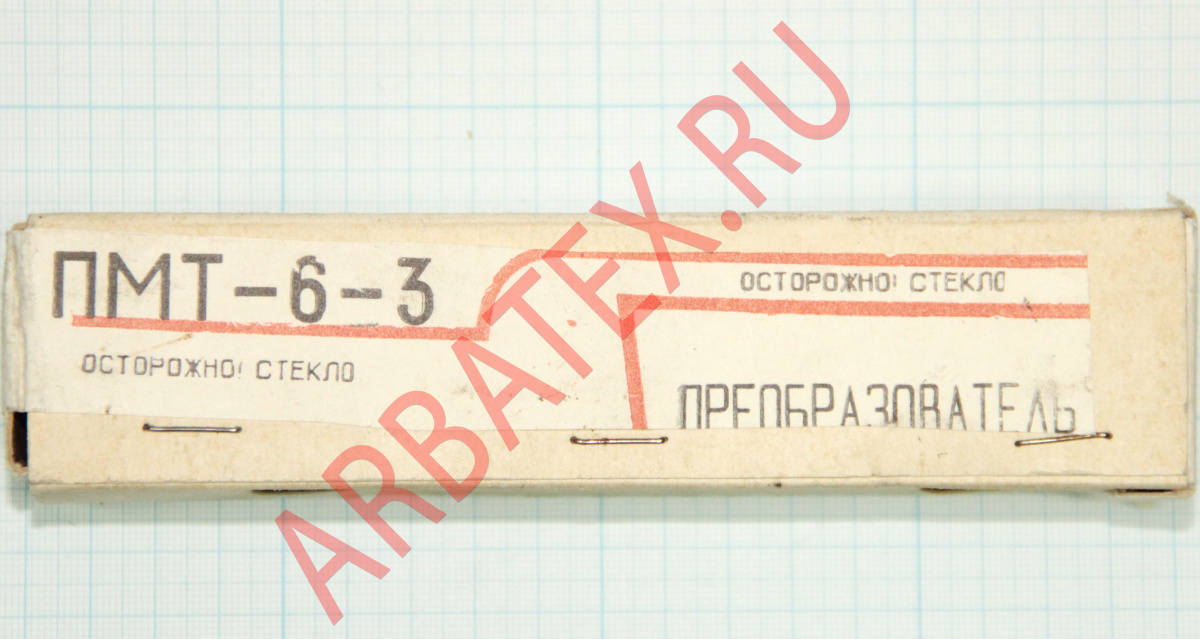 ПМТ-6-3
ОСТОРОЖНО! СТЕКЛО
ОСТОРОЖНО! СТЕКЛО
ПРЕОБРАЗОВАТЕЛЬ
ARBATEX.RU